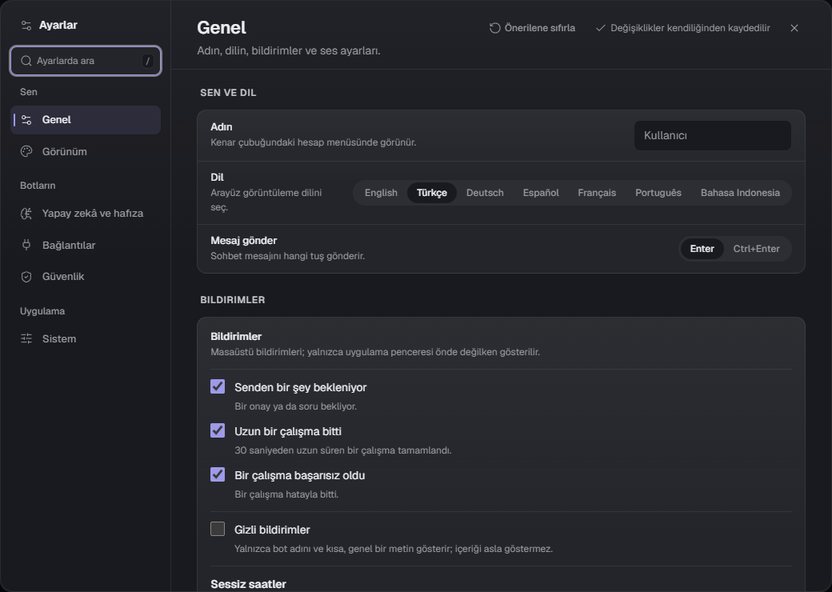 Ayarlar
Ayarlarda ara /
Sen
Genel
Görünüm
Botların
Yapay zekâ ve hafıza
Bağlantılar
Güvenlik
Uygulama
Sistem
Genel
Önerilene sıfırla
Değişiklikler kendiliğinden kaydedilir
Adın, dilin, bildirimler ve ses ayarları.
SEN VE DIL
Adın
Kenar çubuğundaki hesap menüsünde görünür.
Kullanıcı
Dil
Arayüz görüntüleme dilini
seç.
English Türkçe Deutsch Español Français Português Bahasa Indonesia
Mesaj gönder
Sohbet mesajını hangi tuş gönderir.
Enter Ctrl+Enter
BILDIRIMLER
Bildirimler
Masaüstü bildirimleri; yalnızca uygulama penceresi önde değilken gösterilir.
Senden bir şey bekleniyor
Bir onay ya da soru bekliyor.
Uzun bir çalışma bitti
30 saniyeden uzun süren bir çalışma tamamlandı.
Bir çalışma başarısız oldu
Bir çalışma hatayla bitti.
Gizli bildirimler
Yalnızca bot adını ve kısa, genel bir metin gösterir; içeriği asla göstermez.
Sessiz saatler